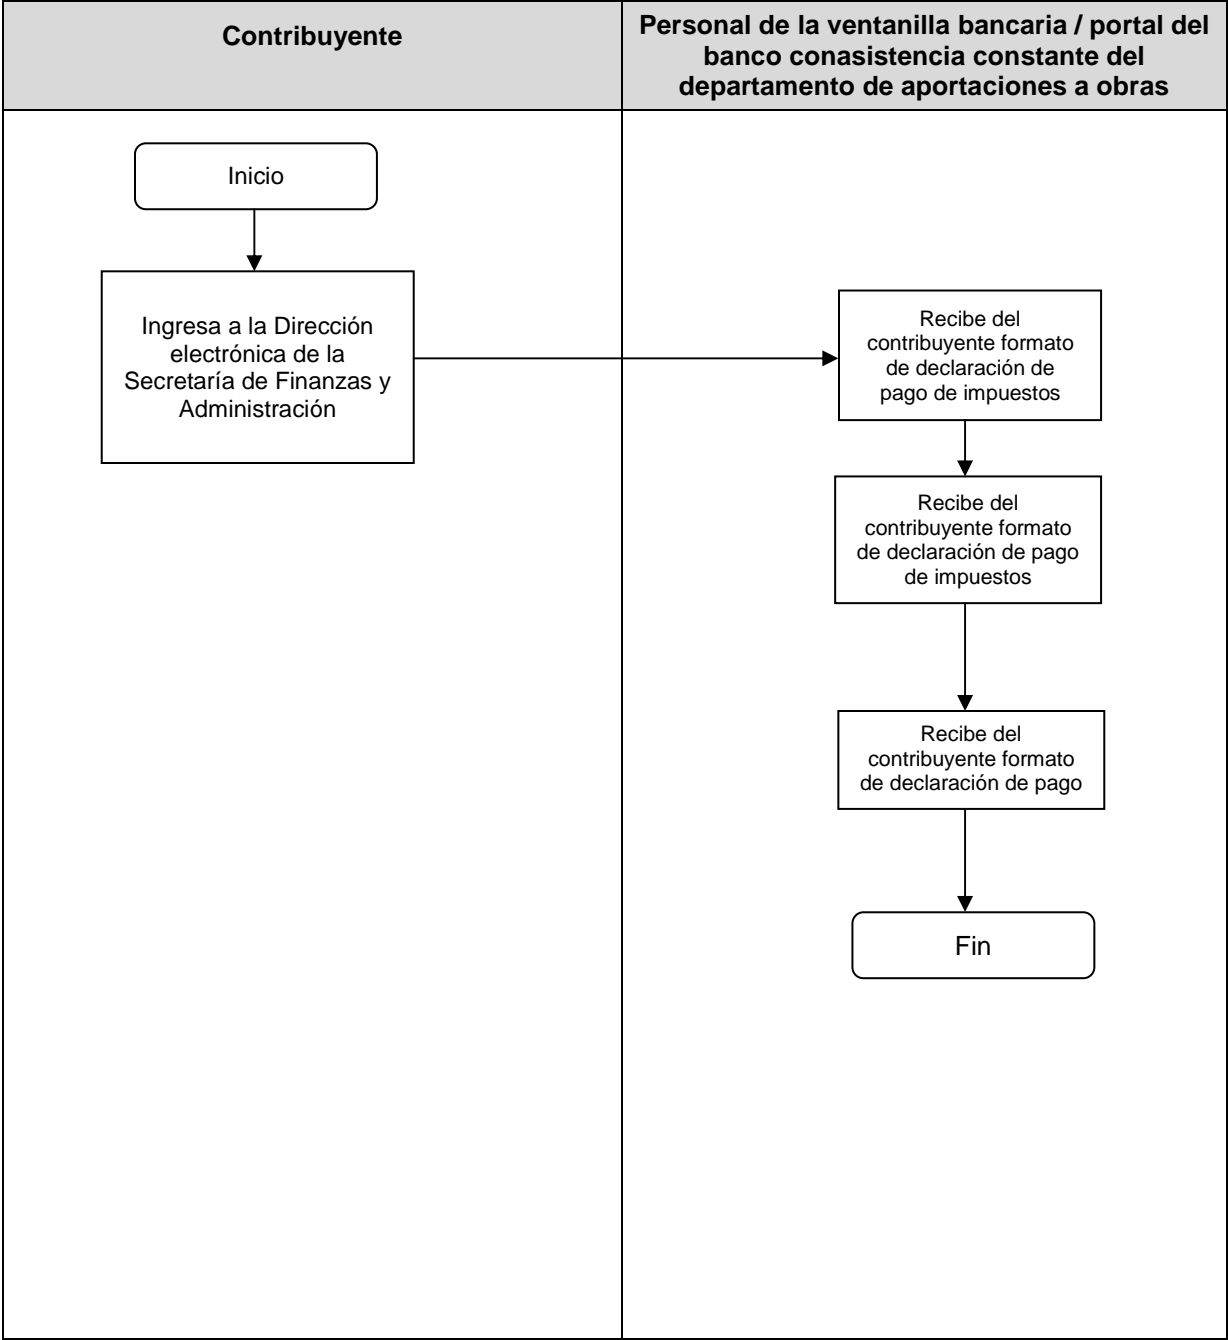 Contribuyente
Personal de la ventanilla bancaria / portal del
banco conasistencia constante del
departamento de aportaciones a obras
Inicio
Ingresa a la Dirección
electrónica de la
Secretaría de Finanzas y
Administración
Recibe del
contribuyente formato
de declaración de
pago de impuestos
Recibe del
contribuyente formato
de declaración de pago
de impuestos
Recibe del
contribuyente formato
de declaración de pago
Fin